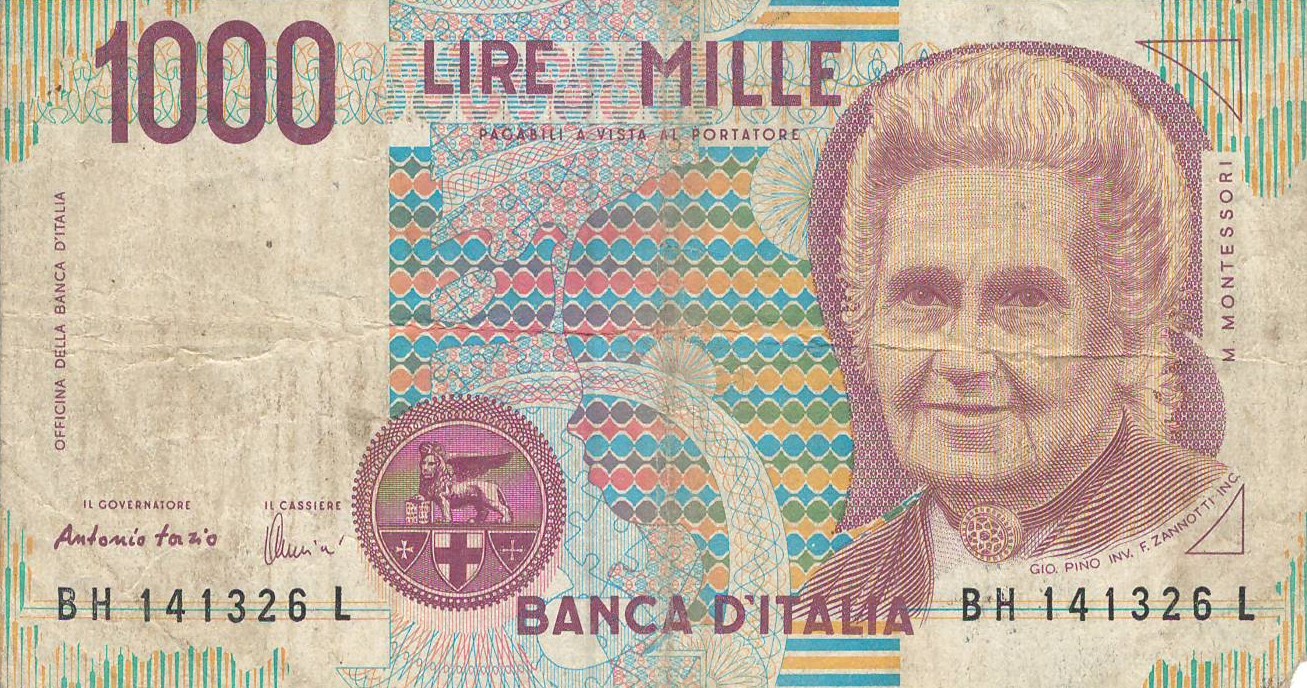 1000
LIRE MILLE
PAGABILI A VISTA AL PORTATORE
M MONTESSORI
OFFICINA DELLA BANCA D'ITALIA
IL GOVERNATORE
IL CASSIERE
Antonio Fazio
GIO. PINO INV. F. ZANNOTTI INC.
BH 141326 L
BANCA D'ITALIA
BH 141326 L